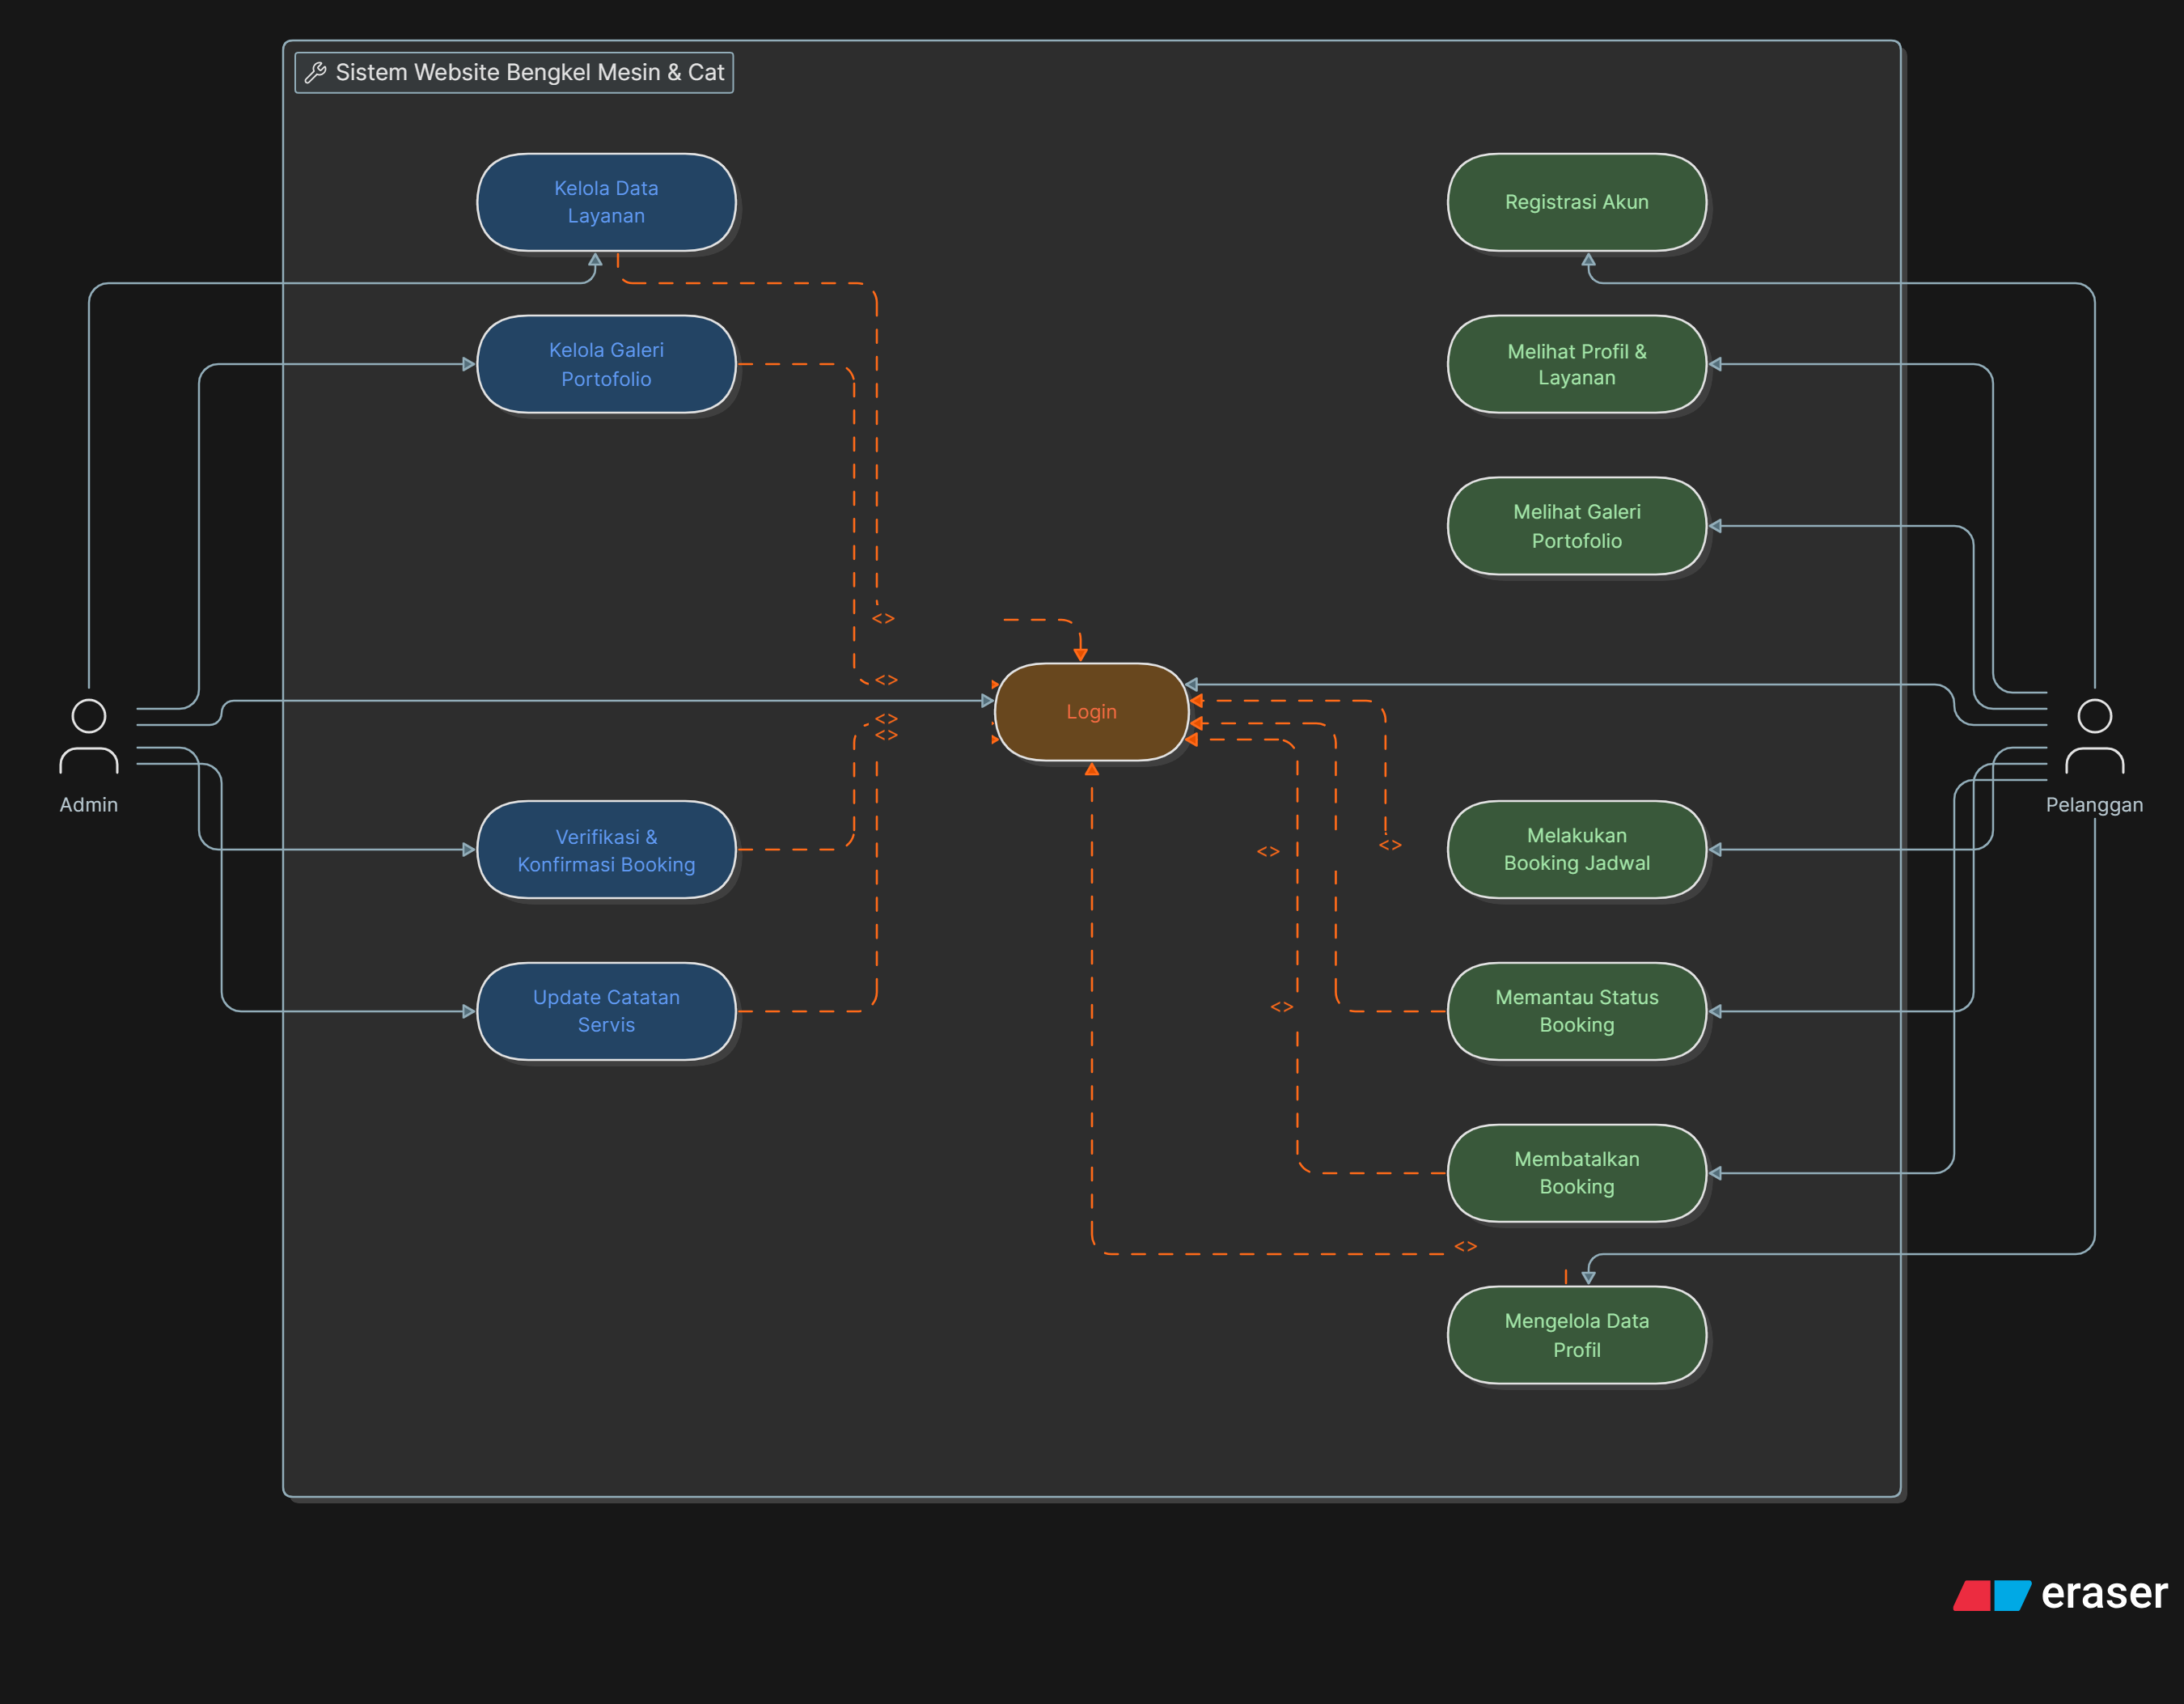 Sistem Website Bengkel Mesin & Cat
Kelola Data
Layanan
Registrasi Akun
Kelola Galeri
Portofolio
Melihat Profil &
Layanan
Melihat Galeri
Portofolio
<>
<>
Login
<>
<>
Admin
Pelanggan
Verifikasi &
Konfirmasi Booking
<>
<>
Melakukan
Booking Jadwal
Update Catatan
Servis
<>
Memantau Status
Booking
Membatalkan
Booking
<>
Mengelola Data
Profil
eraser